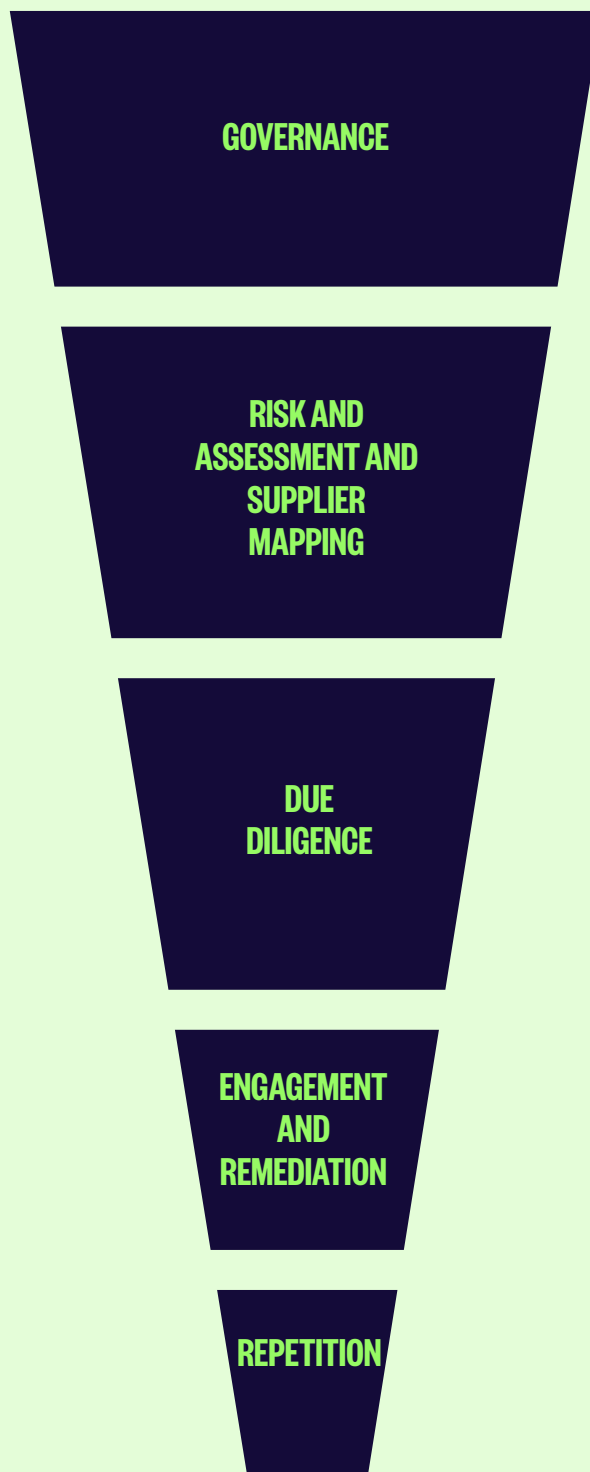 GOVERNANCE
RISK AND
ASSESSMENT AND
SUPPLIER
MAPPING
DUE
DILIGENCE
ENGAGEMENT
AND
REMEDIATION
REPETITION